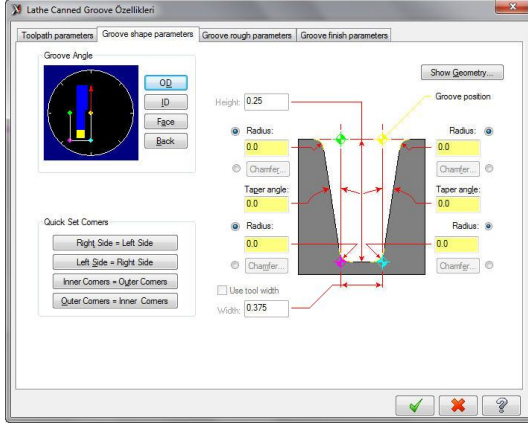 Lathe Canned Groove Özellikleri
Toolpath parameters Groove shape parameters Groove rough parameters Groove finish parameters
Groove Angle
OD
ID
Face
Back
Show Geometry...
Height: 0.25
Groove position
Radius: Radius:
0.0 0.0
Chamfer... Chamfer...
Taper angle: Taper angle:
0.0 0.0
Quick Set Corners
Radius: Radius:
Right Side = Left Side
0.0 0.0
Left Side = Right Side
Chamfer... Chamfer...
Inner Corners = Outer Corners
Outer Corners = Inner Corners
Use tool width
Width: 0.375